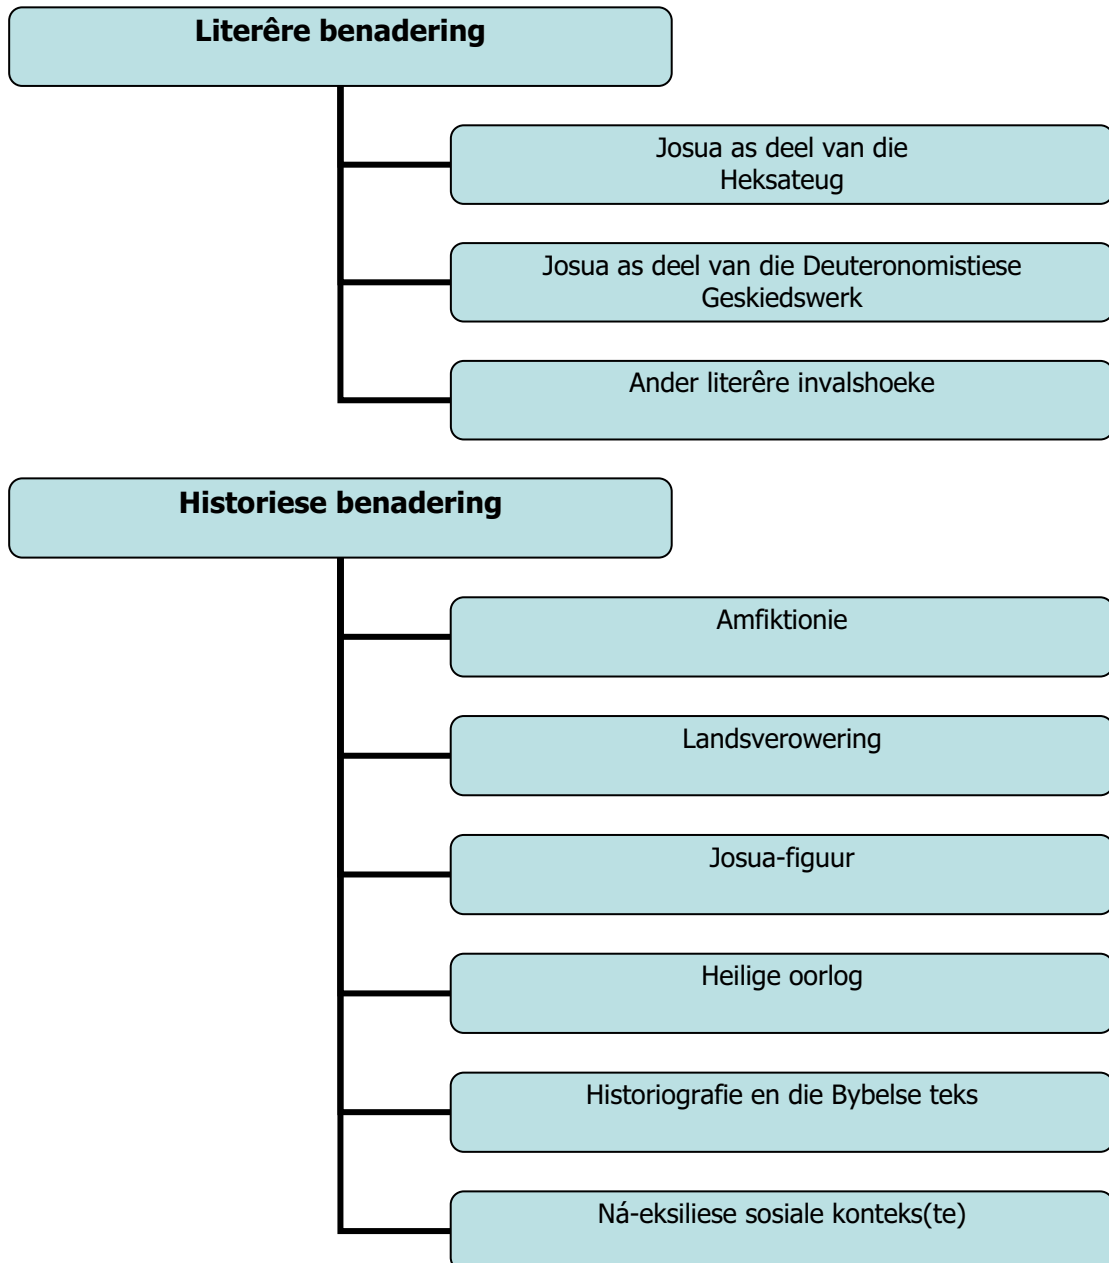 Literêre benadering
Josua as deel van die
Heksateug
Josua as deel van die Deuteronomistiese
Geskiedswerk
Ander literêre invalshoeke
Historiese benadering
Amfiktionie
Landsverowering
Josua-figuur
Heilige oorlog
Historiografie en die Bybelse teks
Ná-eksiliese sosiale konteks(te)